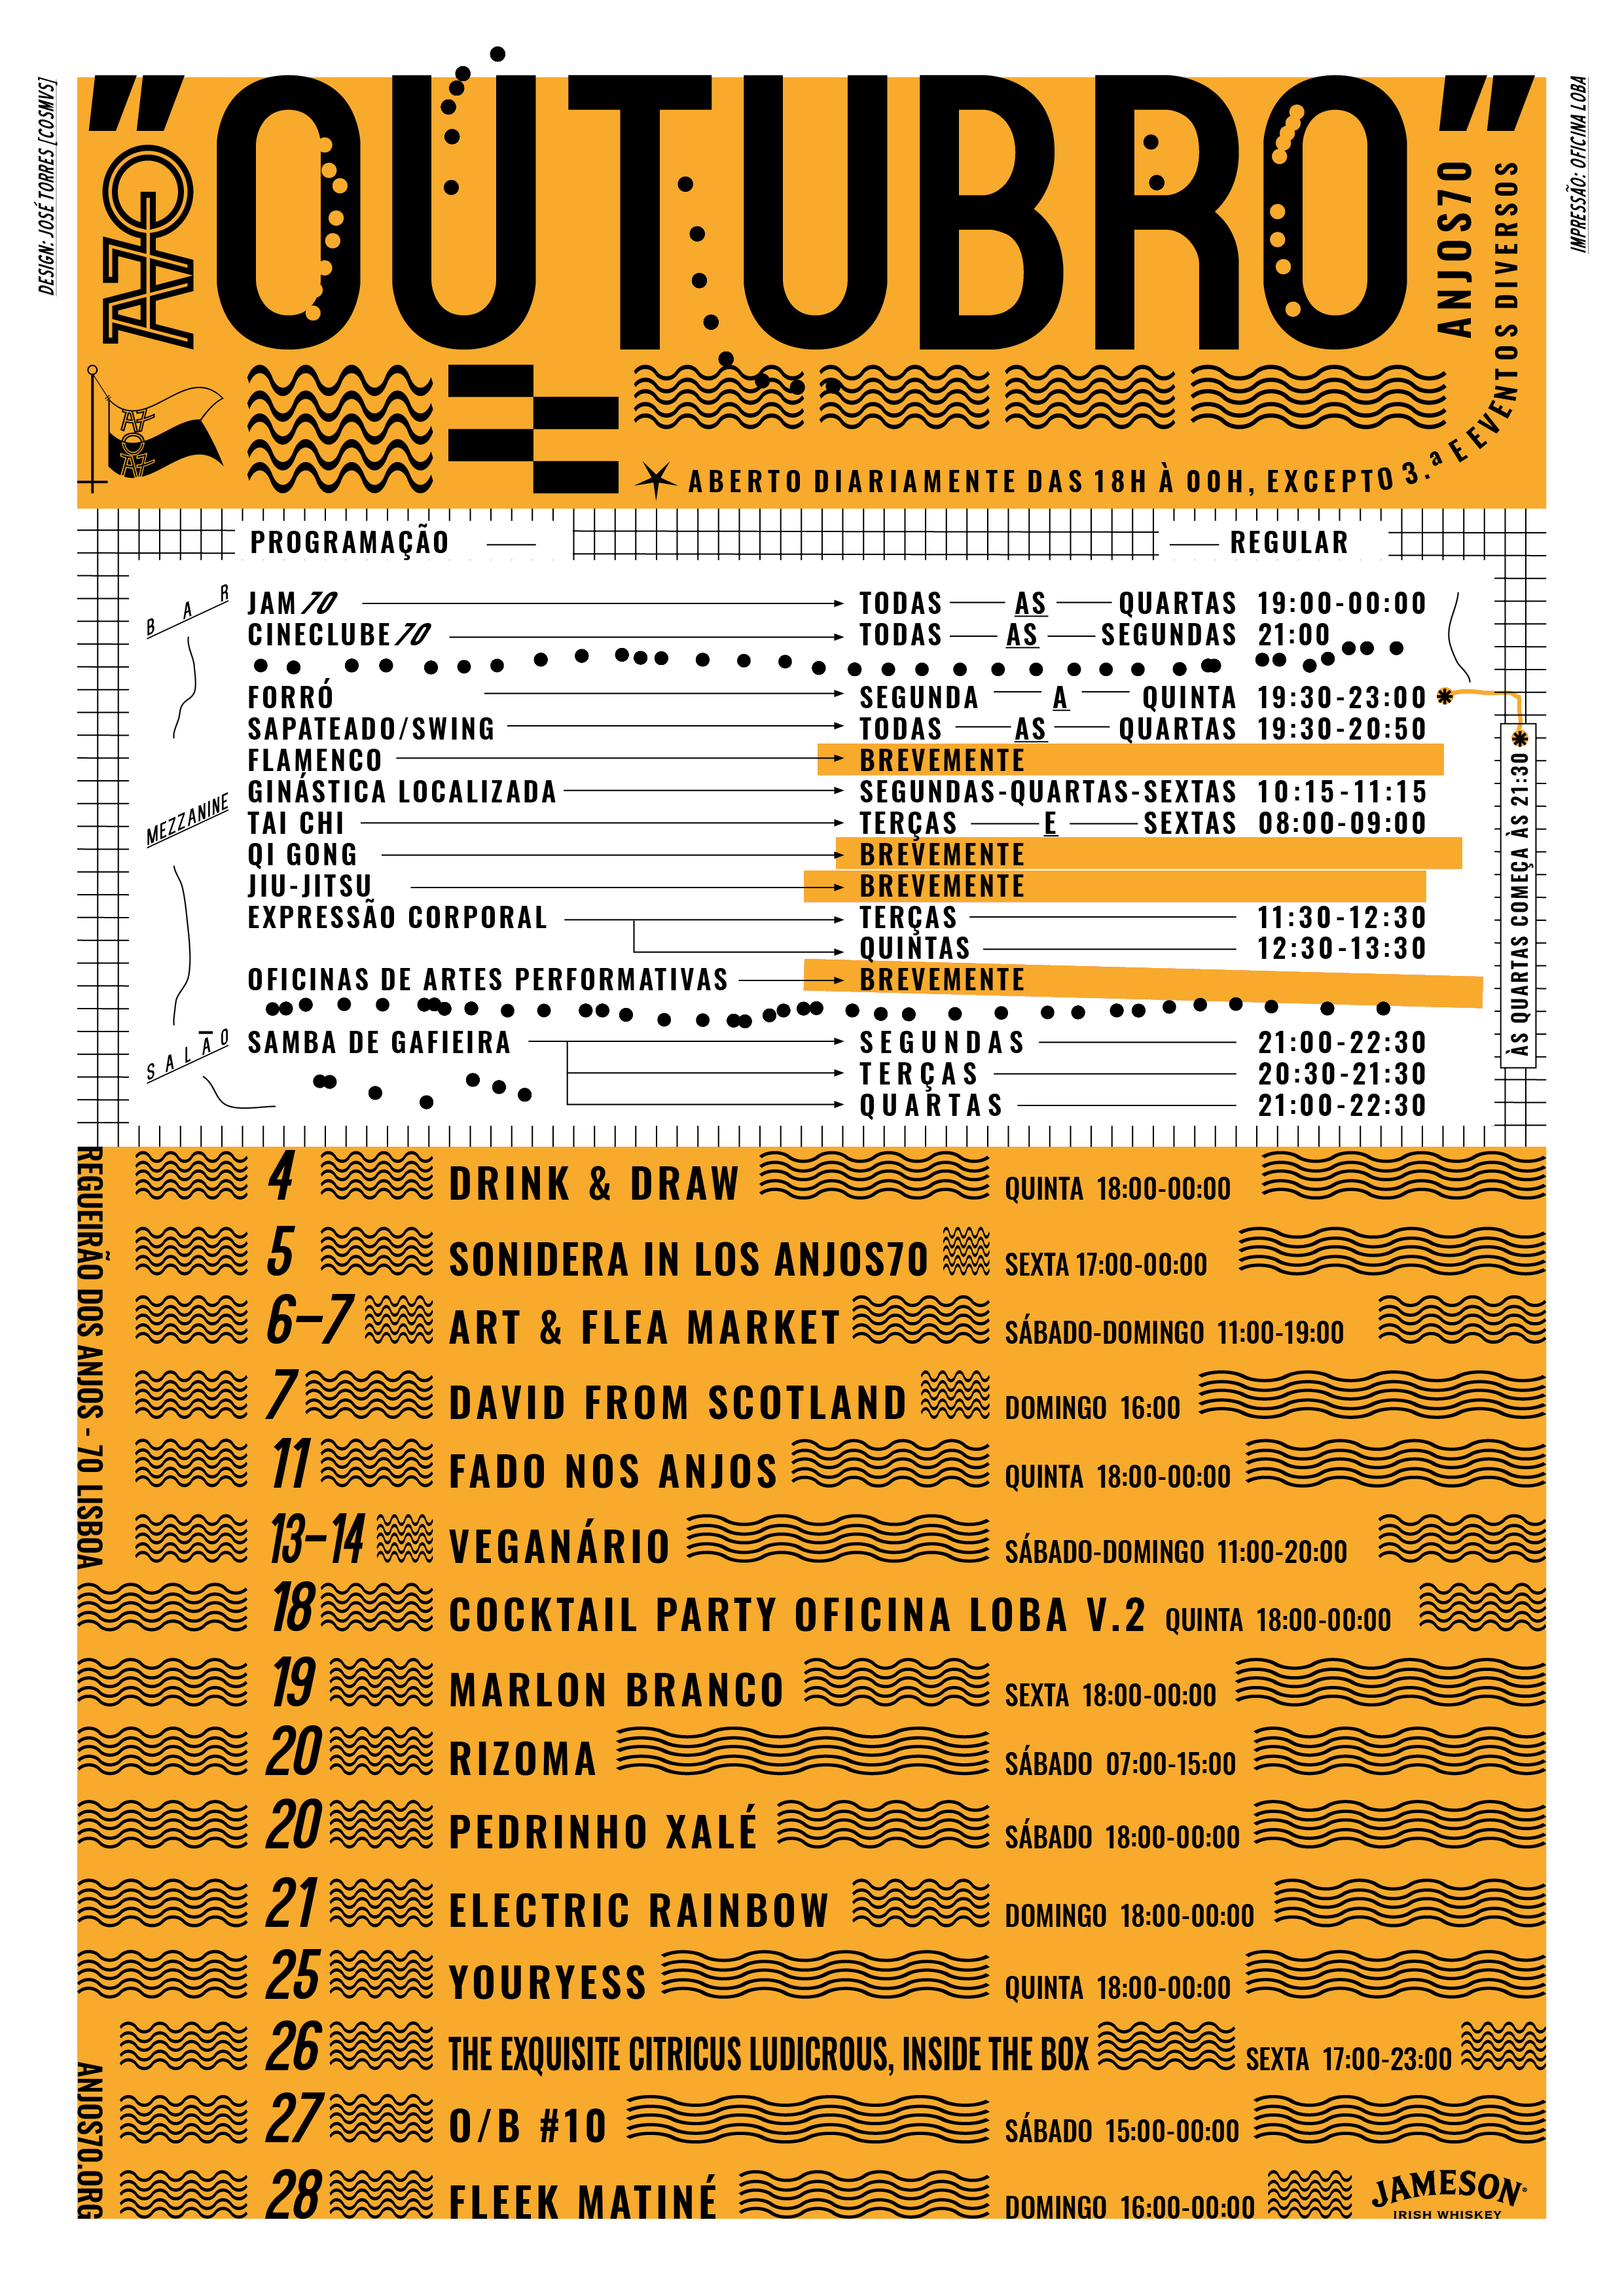 DESIGN: JOSÉ TORRES [COSMVS]
IMPRESSÃO: OFICINA LOBA
"OUTUBRO"
A70
ANJOS70
ABERTO DIARIAMENTE DAS 18H À 00H, EXCEPTO 3.ª E EVENTOS DIVERSOS
PROGRAMAÇÃO — — REGULAR
BAR
JAM 70 TODAS — AS — QUARTAS 19:00-00:00
CINECLUBE 70 TODAS — AS — SEGUNDAS 21:00
MEZZANINE
FORRÓ SEGUNDA — A — QUINTA 19:30-23:00 *
SAPATEADO/SWING TODAS — AS — QUARTAS 19:30-20:50
FLAMENCO BREVEMENTE
GINÁSTICA LOCALIZADA SEGUNDAS-QUARTAS-SEXTAS 10:15-11:15
TAI CHI TERÇAS — E — SEXTAS 08:00-09:00
QI GONG BREVEMENTE
JIU-JITSU BREVEMENTE
EXPRESSÃO CORPORAL TERÇAS 11:30-12:30
QUINTAS 12:30-13:30
OFICINAS DE ARTES PERFORMATIVAS BREVEMENTE
* ÀS QUARTAS COMEÇA ÀS 21:30
SALÃO
SAMBA DE GAFIEIRA SEGUNDAS 21:00-22:30
TERÇAS 20:30-21:30
QUARTAS 21:00-22:30
REGUEIRÃO DOS ANJOS - 70 LISBOA
4 DRINK & DRAW QUINTA 18:00-00:00
5 SONIDERA IN LOS ANJOS70 SEXTA 17:00-00:00
6–7 ART & FLEA MARKET SÁBADO-DOMINGO 11:00-19:00
7 DAVID FROM SCOTLAND DOMINGO 16:00
11 FADO NOS ANJOS QUINTA 18:00-00:00
13–14 VEGANÁRIO SÁBADO-DOMINGO 11:00-20:00
18 COCKTAIL PARTY OFICINA LOBA V.2 QUINTA 18:00-00:00
19 MARLON BRANCO SEXTA 18:00-00:00
20 RIZOMA SÁBADO 07:00-15:00
20 PEDRINHO XALÉ SÁBADO 18:00-00:00
21 ELECTRIC RAINBOW DOMINGO 18:00-00:00
25 YOURYESS QUINTA 18:00-00:00
26 THE EXQUISITE CITRICUS LUDICROUS, INSIDE THE BOX SEXTA 17:00-23:00
27 O/B #10 SÁBADO 15:00-00:00
28 FLEEK MATINÉ DOMINGO 16:00-00:00
ANJOS70.ORG
JAMESON®
IRISH WHISKEY